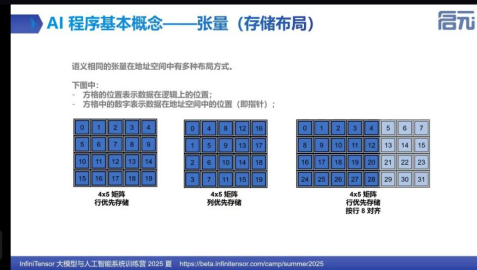 AI 程序基本概念——张量（存储布局）
启元
语义相同的张量在地址空间中有多种布局方式。
下图中：
- 方格的位置表示数据在逻辑上的位置；
- 方格中的数字表示数据在地址空间中的位置（即指针）；
0 1 2 3 4
5 6 7 8 9
10 11 12 13 14
15 16 17 18 19
4x5 矩阵
行优先存储
0 4 8 12 16
1 5 9 13 17
2 6 10 14 18
3 7 11 15 19
4x5 矩阵
列优先存储
0 1 2 3 4 5 6 7
8 9 10 11 12 13 14 15
16 17 18 19 20 21 22 23
24 25 26 27 28 29 30 31
4x5 矩阵
行优先存储
按行 8 对齐
InfiniTensor 大模型与人工智能系统训练营 2025 夏 https://beta.infinitensor.com/camp/summer2025